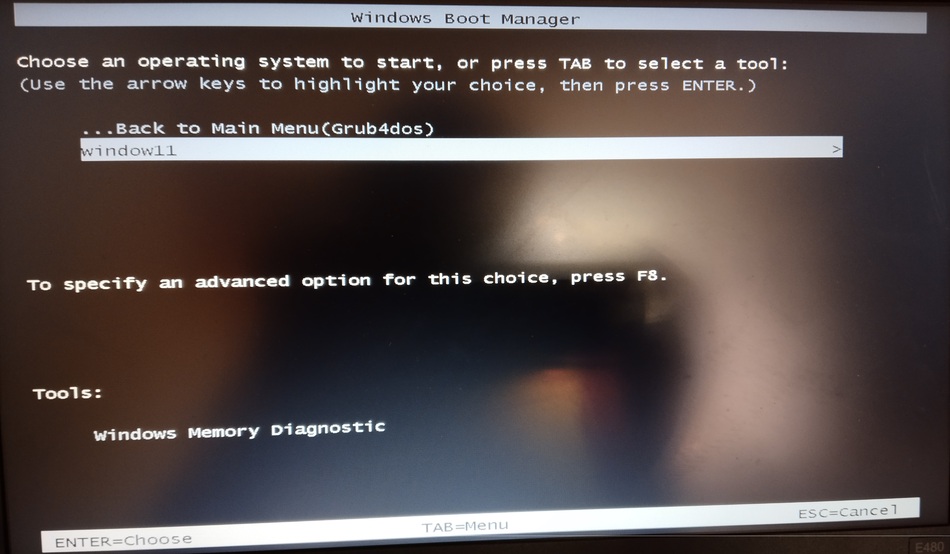 Windows Boot Manager
Choose an operating system to start, or press TAB to select a tool:
(Use the arrow keys to highlight your choice, then press ENTER.)
...Back to Main Menu(Grub4dos)
window11 >
To specify an advanced option for this choice, press F8.
Tools:
Windows Memory Diagnostic
ENTER=Choose TAB=Menu ESC=Cancel
E480